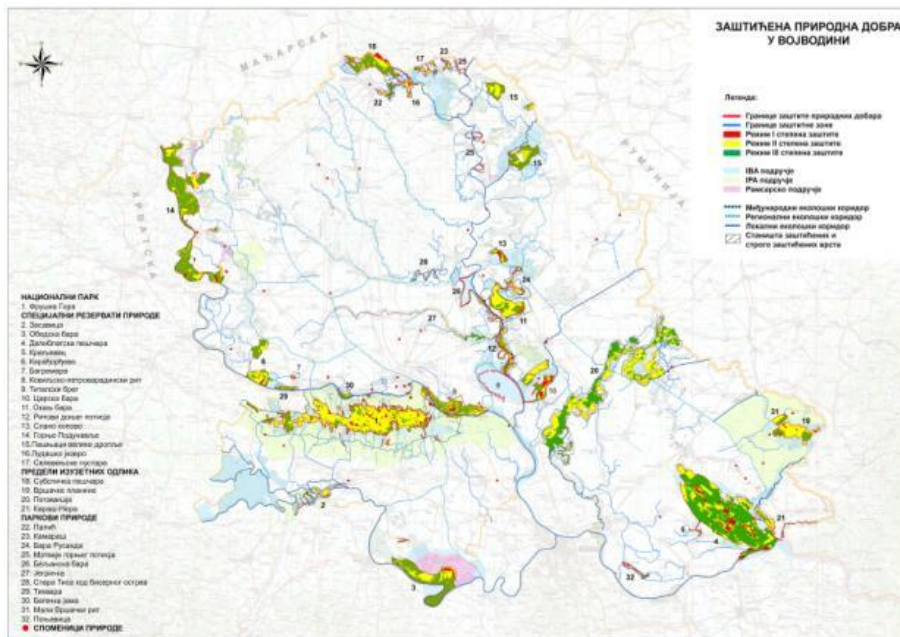 ЗАШТИЋЕНА ПРИРОДНА ДОБРА
У ВОЈВОДИНИ
МАЂАРСКА
РУМУНИЈА
ХРВАТСКА
Легенда:
Границе заштите природних добара
Границе заштитне зоне
Режим I степена заштите
Режим II степена заштите
Режим III степена заштите
IBA подручје
IPA подручје
Рамсарско подручје
Међународни еколошки коридор
Регионални еколошки коридор
Локални еколошки коридор
Станишта заштићених и
строго заштићених врста
НАЦИОНАЛНИ ПАРК
1. Фрушка Гора
СПЕЦИЈАЛНИ РЕЗЕРВАТИ ПРИРОДЕ
2. Засавица
3. Обедска бара
4. Делиблатска пешчара
5. Краљевац
6. Карађорђево
7. Багремара
8. Ковиљско-петроварадински рит
9. Тителски брег
10. Царска бара
11. Окањ бара
12. Ритови доњег потисја
13. Слано копово
14. Горње Подунавље
15. Пашњаци велике дропље
16. Лудашко језеро
17. Селевењске пустаре
ПРЕДЕЛИ ИЗУЗЕТНИХ ОДЛИКА
18. Суботичка пешчара
19. Вршачке планине
20. Потамишје
21. Караш-Нера
ПАРКОВИ ПРИРОДЕ
22. Палић
23. Камараш
24. Бара Русанда
26. Бељанска бара
27. Јегричка
28. Стара Тиса код бисерног острва
29. Тиквара
30. Бегечка јама
31. Мали Вршачки рит
32. Поњавица
СПОМЕНИЦИ ПРИРОДЕ